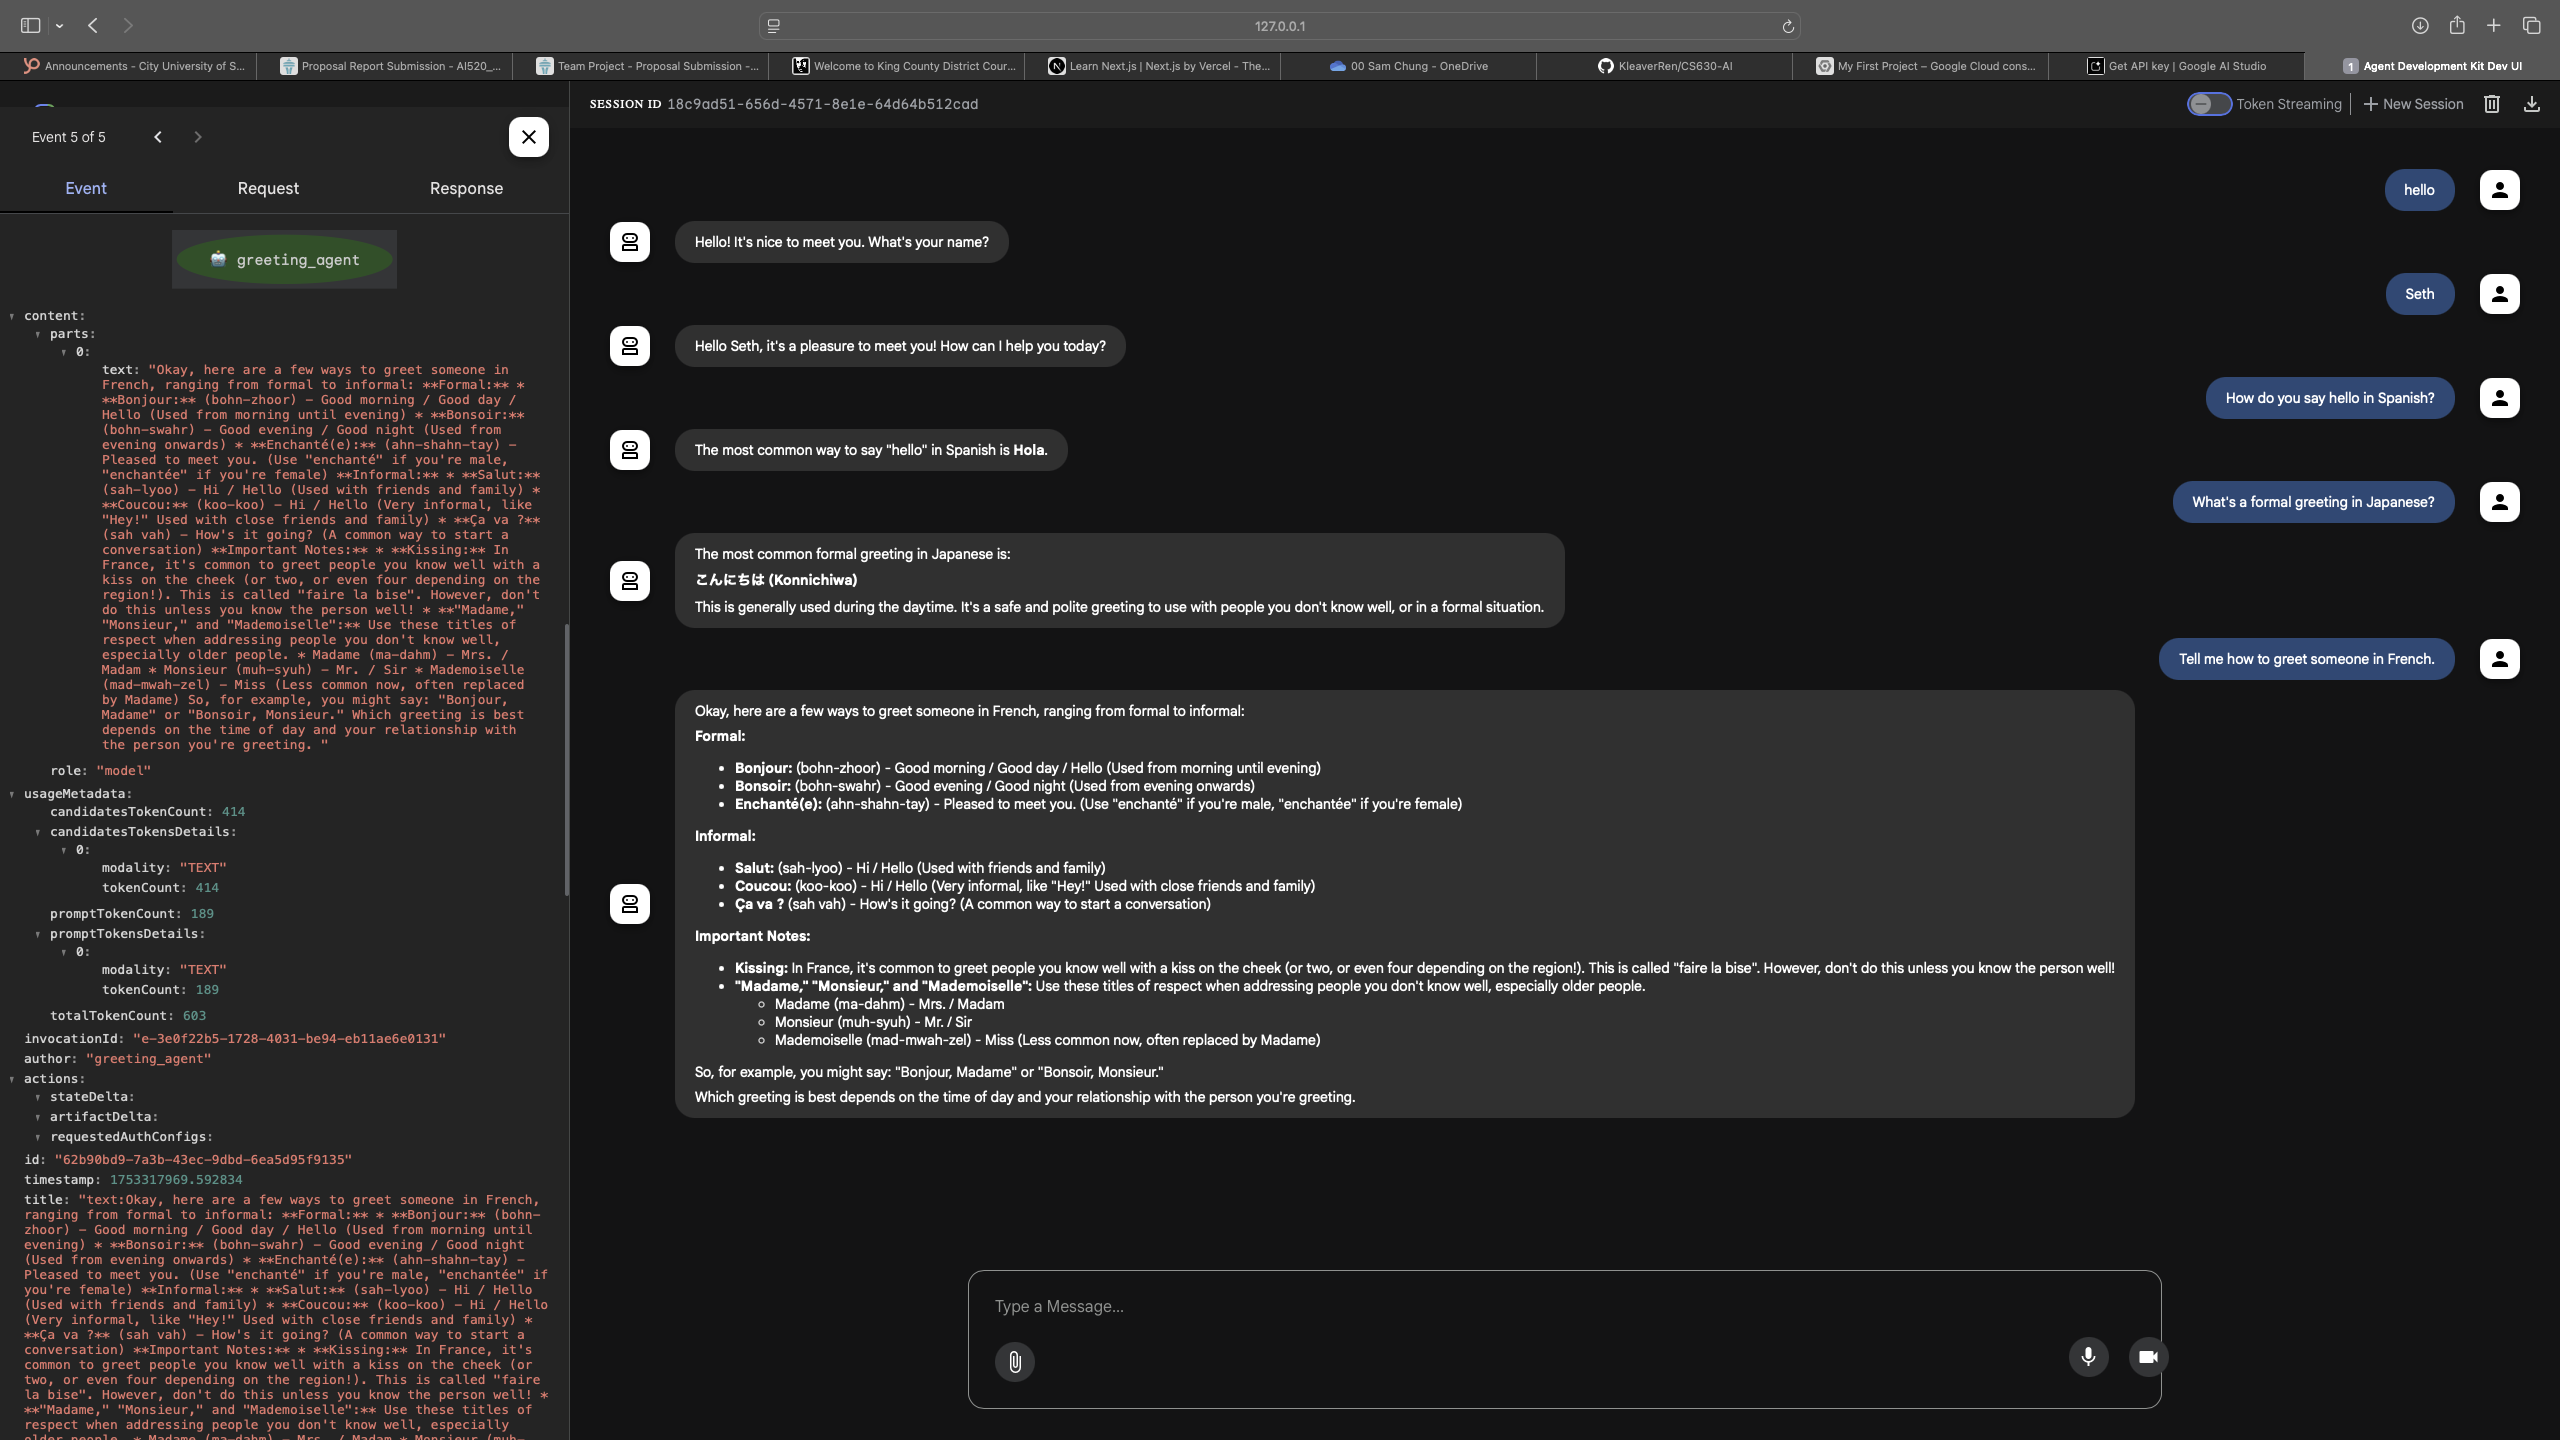 127.0.0.1
Announcements - City University of S...
Proposal Report Submission - AI520_...
Team Project - Proposal Submission -...
Welcome to King County District Cour...
Learn Next.js | Next.js by Vercel - The...
00 Sam Chung - OneDrive
KleaverRen/CS630-AI
My First Project – Google Cloud cons...
Get API key | Google AI Studio
1 Agent Development Kit Dev UI
Event 5 of 5
Event
Request
Response
greeting_agent
content:
parts:
0:
text: "Okay, here are a few ways to greet someone in
French, ranging from formal to informal: **Formal:** *
**Bonjour:** (bohn-zhoor) - Good morning / Good day /
Hello (Used from morning until evening) * **Bonsoir:**
(bohn-swahr) - Good evening / Good night (Used from
evening onwards) * **Enchanté(e):** (ahn-shahn-tay) -
Pleased to meet you. (Use "enchanté" if you're male,
"enchantée" if you're female) **Informal:** * **Salut:**
(sah-lyoo) - Hi / Hello (Used with friends and family) *
**Coucou:** (koo-koo) - Hi / Hello (Very informal, like
"Hey!" Used with close friends and family) * **Ça va ?**
(sah vah) - How's it going? (A common way to start a
conversation) **Important Notes:** * **Kissing:** In
France, it's common to greet people you know well with a
kiss on the cheek (or two, or even four depending on the
region!). This is called "faire la bise". However, don't
do this unless you know the person well! * **"Madame,"
"Monsieur," and "Mademoiselle":** Use these titles of
respect when addressing people you don't know well,
especially older people. * Madame (ma-dahm) - Mrs. /
Madam * Monsieur (muh-syuh) - Mr. / Sir * Mademoiselle
(mad-mwah-zel) - Miss (Less common now, often replaced
by Madame) So, for example, you might say: "Bonjour,
Madame" or "Bonsoir, Monsieur." Which greeting is best
depends on the time of day and your relationship with
the person you're greeting. "
role: "model"
usageMetadata:
candidatesTokenCount: 414
candidatesTokensDetails:
0:
modality: "TEXT"
tokenCount: 414
promptTokenCount: 189
promptTokensDetails:
0:
modality: "TEXT"
tokenCount: 189
totalTokenCount: 603
invocationId: "e-3e0f22b5-1728-4031-be94-eb11ae6e0131"
author: "greeting_agent"
actions:
stateDelta:
artifactDelta:
requestedAuthConfigs:
id: "62b90bd9-7a3b-43ec-9dbd-6ea5d95f9135"
timestamp: 1753317969.592834
title: "text:Okay, here are a few ways to greet someone in French,
ranging from formal to informal: **Formal:** * **Bonjour:** (bohn-
zhoor) - Good morning / Good day / Hello (Used from morning until
evening) * **Bonsoir:** (bohn-swahr) - Good evening / Good night
(Used from evening onwards) * **Enchanté(e):** (ahn-shahn-tay) -
Pleased to meet you. (Use "enchanté" if you're male, "enchantée" if
you're female) **Informal:** * **Salut:** (sah-lyoo) - Hi / Hello
(Used with friends and family) * **Coucou:** (koo-koo) - Hi / Hello
(Very informal, like "Hey!" Used with close friends and family) *
**Ça va ?** (sah vah) - How's it going? (A common way to start a
conversation) **Important Notes:** * **Kissing:** In France, it's
common to greet people you know well with a kiss on the cheek (or
two, or even four depending on the region!). This is called "faire
la bise". However, don't do this unless you know the person well! *
**"Madame," "Monsieur," and "Mademoiselle":** Use these titles of
respect when addressing people you don't know well, especially
older people. * Madame (ma-dahm) - Mrs. / Madam * Monsieur (muh-
SESSION ID 18c9ad51-656d-4571-8e1e-64d64b512cad
Token Streaming
New Session
hello
Hello! It's nice to meet you. What's your name?
Seth
Hello Seth, it's a pleasure to meet you! How can I help you today?
How do you say hello in Spanish?
The most common way to say "hello" in Spanish is Hola.
What's a formal greeting in Japanese?
The most common formal greeting in Japanese is:
こんにちは (Konnichiwa)
This is generally used during the daytime. It's a safe and polite greeting to use with people you don't know well, or in a formal situation.
Tell me how to greet someone in French.
Okay, here are a few ways to greet someone in French, ranging from formal to informal:
Formal:
• Bonjour: (bohn-zhoor) - Good morning / Good day / Hello (Used from morning until evening)
• Bonsoir: (bohn-swahr) - Good evening / Good night (Used from evening onwards)
• Enchanté(e): (ahn-shahn-tay) - Pleased to meet you. (Use "enchanté" if you're male, "enchantée" if you're female)
Informal:
• Salut: (sah-lyoo) - Hi / Hello (Used with friends and family)
• Coucou: (koo-koo) - Hi / Hello (Very informal, like "Hey!" Used with close friends and family)
• Ça va ? (sah vah) - How's it going? (A common way to start a conversation)
Important Notes:
• Kissing: In France, it's common to greet people you know well with a kiss on the cheek (or two, or even four depending on the region!). This is called "faire la bise". However, don't do this unless you know the person well!
• "Madame," "Monsieur," and "Mademoiselle": Use these titles of respect when addressing people you don't know well, especially older people.
◦ Madame (ma-dahm) - Mrs. / Madam
◦ Monsieur (muh-syuh) - Mr. / Sir
◦ Mademoiselle (mad-mwah-zel) - Miss (Less common now, often replaced by Madame)
So, for example, you might say: "Bonjour, Madame" or "Bonsoir, Monsieur."
Which greeting is best depends on the time of day and your relationship with the person you're greeting.
Type a Message...